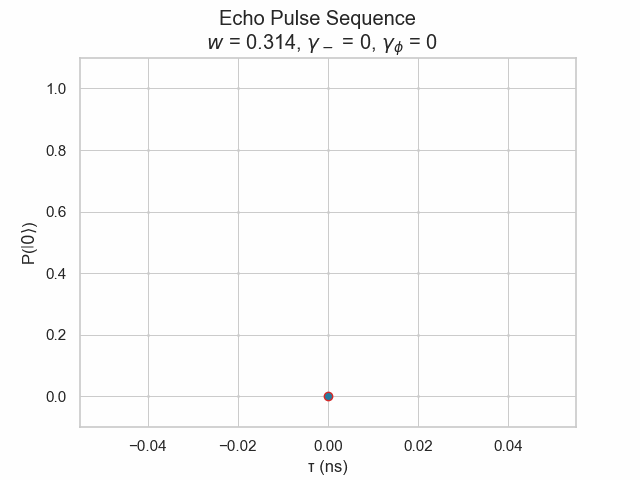 Echo Pulse Sequence
w = 0.314, γ₋ = 0, γ_ϕ = 0
1.0
0.8
0.6
0.4
0.2
0.0
P(|0⟩)
−0.04 −0.02 0.00 0.02 0.04
τ (ns)